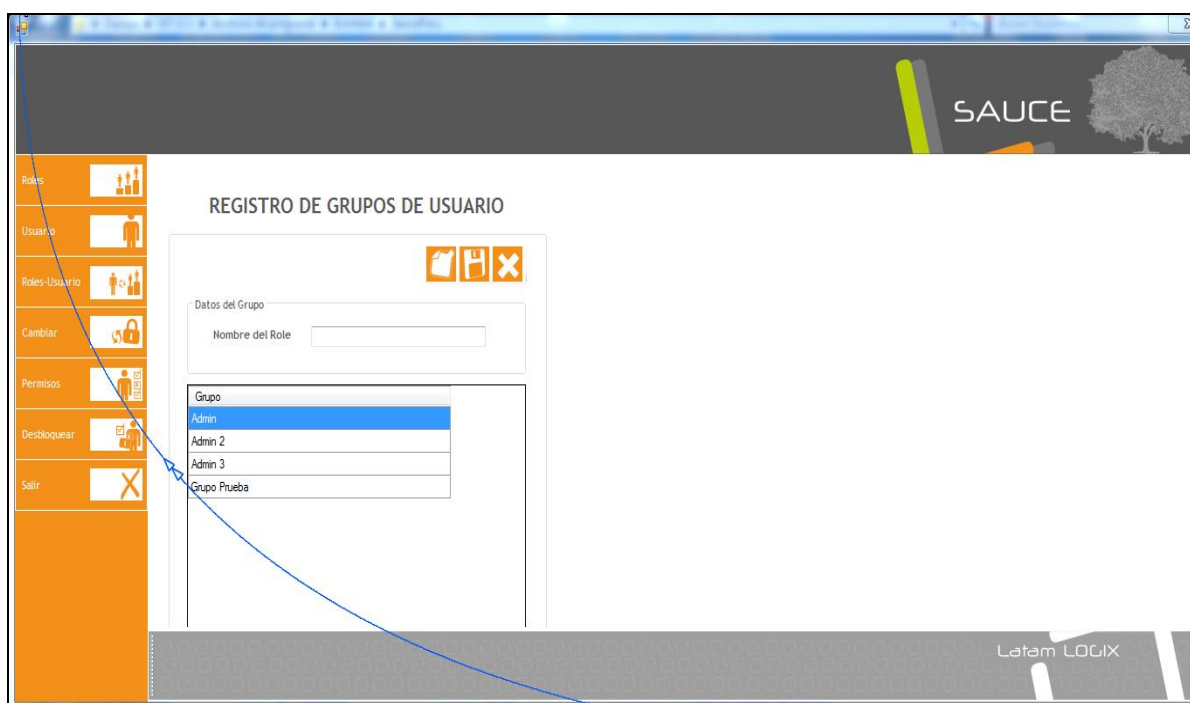 SAUCE
Roles
Usuario
Roles-Usuario
Cambiar
Permisos
Desbloquear
Salir
REGISTRO DE GRUPOS DE USUARIO
Datos del Grupo
Nombre del Role
Grupo
Admin
Admin 2
Admin 3
Grupo Prueba
Latam LOGIX